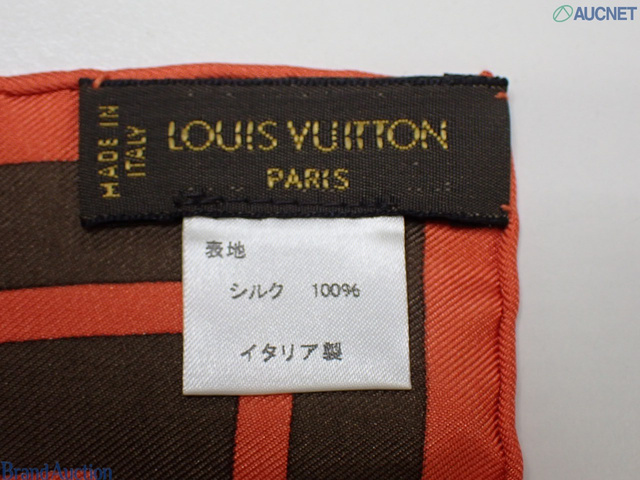 AUCNET
MADE IN
ITALY
LOUIS VUITTON
PARIS
表地
シルク 100%
イタリア製
Brand Auction